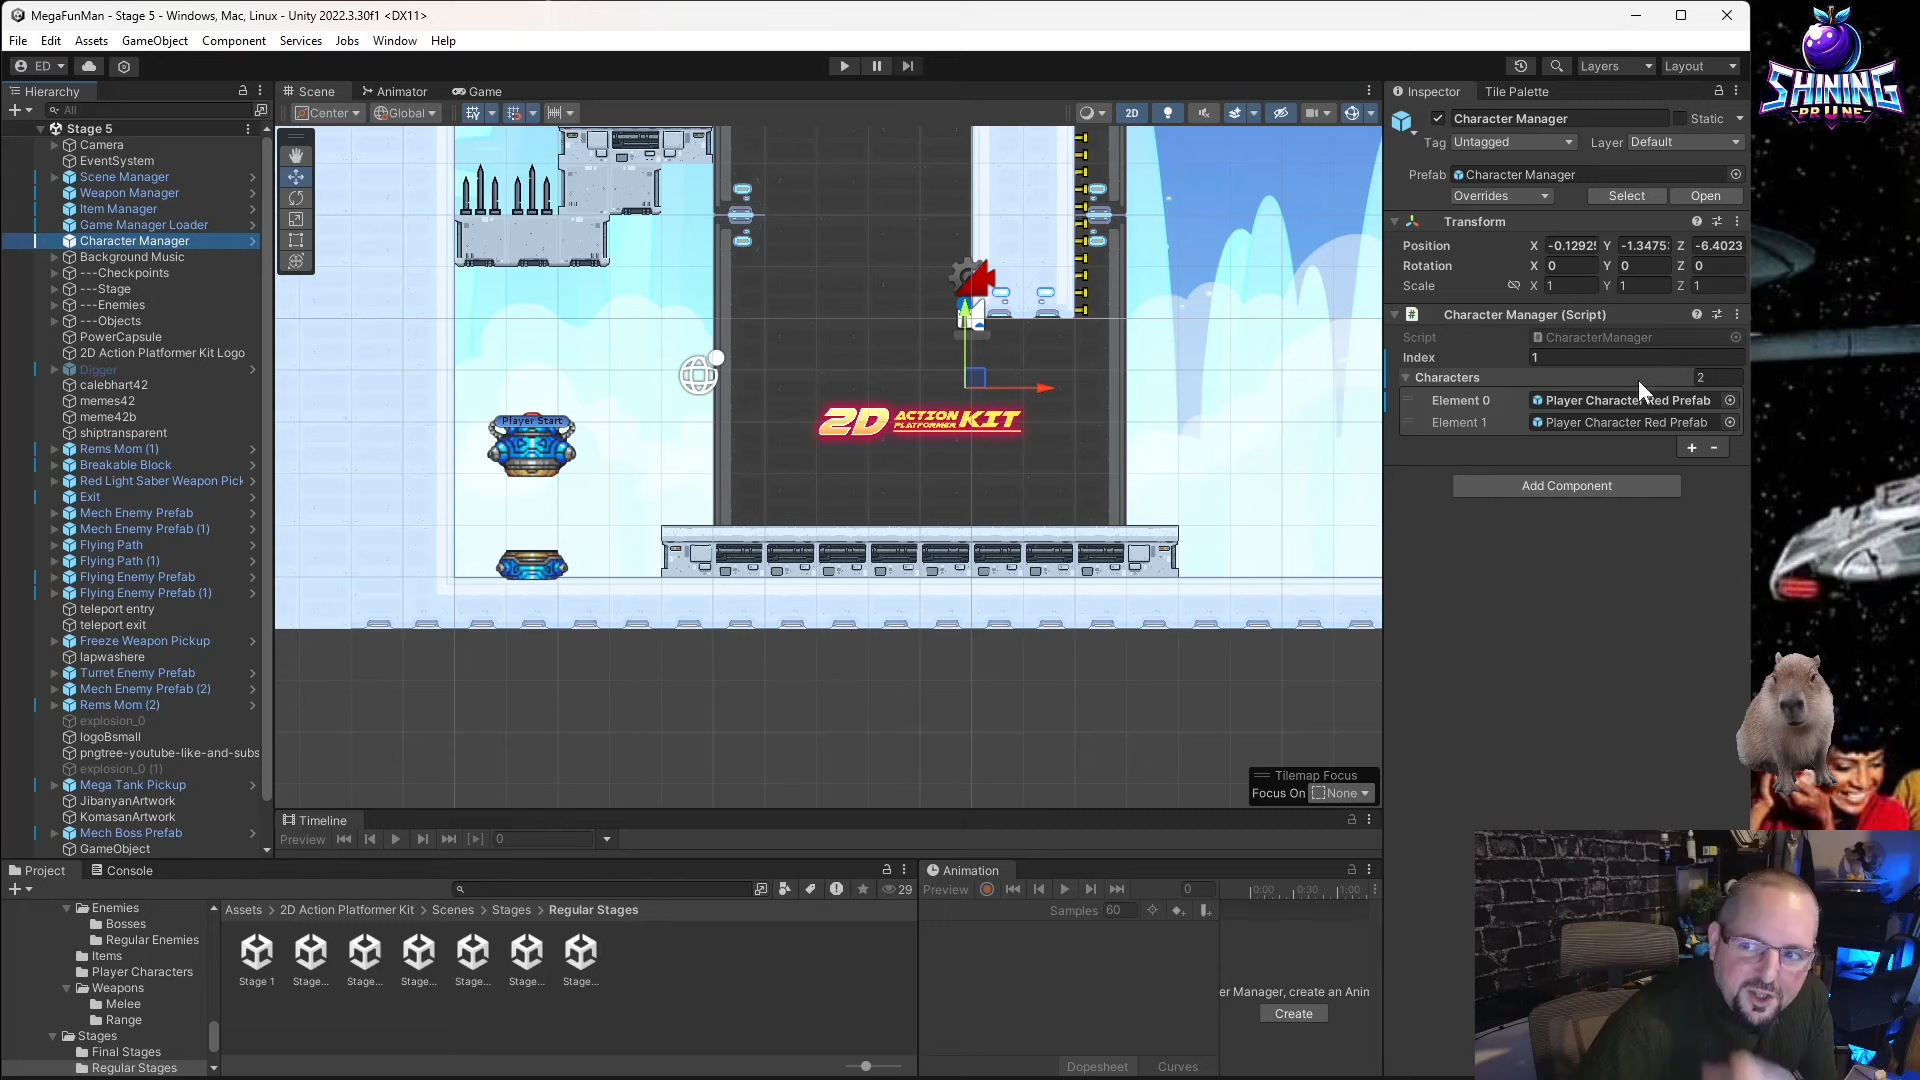 MegaFunMan - Stage 5 - Windows, Mac, Linux - Unity 2022.3.30f1 <DX11>
File Edit Assets GameObject Component Services Jobs Window Help
ED Layers Layout
Hierarchy
All
Stage 5
Camera
EventSystem
Scene Manager
Weapon Manager
Item Manager
Game Manager Loader
Character Manager
Background Music
---Checkpoints
---Stage
---Enemies
---Objects
PowerCapsule
2D Action Platformer Kit Logo
Digger
calebhart42
memes42
meme42b
shiptransparent
Rems Mom (1)
Breakable Block
Red Light Saber Weapon Pick
Exit
Mech Enemy Prefab
Mech Enemy Prefab (1)
Flying Path
Flying Path (1)
Flying Enemy Prefab
Flying Enemy Prefab (1)
teleport entry
teleport exit
Freeze Weapon Pickup
lapwashere
Turret Enemy Prefab
Mech Enemy Prefab (2)
Rems Mom (2)
explosion_0
logoBsmall
pngtree-youtube-like-and-subs
explosion_0 (1)
Mega Tank Pickup
JibanyanArtwork
KomasanArtwork
Mech Boss Prefab
GameObject
Scene Animator Game
Center Global 2D
Player Start
2D ACTION PLATFORMER KIT
Tilemap Focus
Focus On None
Timeline
Preview 0
Inspector Tile Palette
Character Manager Static
Tag Untagged Layer Default
Prefab Character Manager
Overrides Select Open
Transform
Position X -0.1292 Y -1.3475 Z -6.4023
Rotation X 0 Y 0 Z 0
Scale X 1 Y 1 Z 1
Character Manager (Script)
Script CharacterManager
Index 1
Characters 2
Element 0 Player Character Red Prefab
Element 1 Player Character Red Prefab
+ -
Add Component
Project Console
29
Enemies
Bosses
Regular Enemies
Items
Player Characters
Weapons
Melee
Range
Stages
Final Stages
Regular Stages
Assets > 2D Action Platformer Kit > Scenes > Stages > Regular Stages
Stage 1 Stage... Stage... Stage... Stage... Stage... Stage...
Animation
Preview 0 0:00 0:30 1:00
Samples 60
er Manager, create an Anin
Create
Dopesheet Curves
SHINING
PRUNE